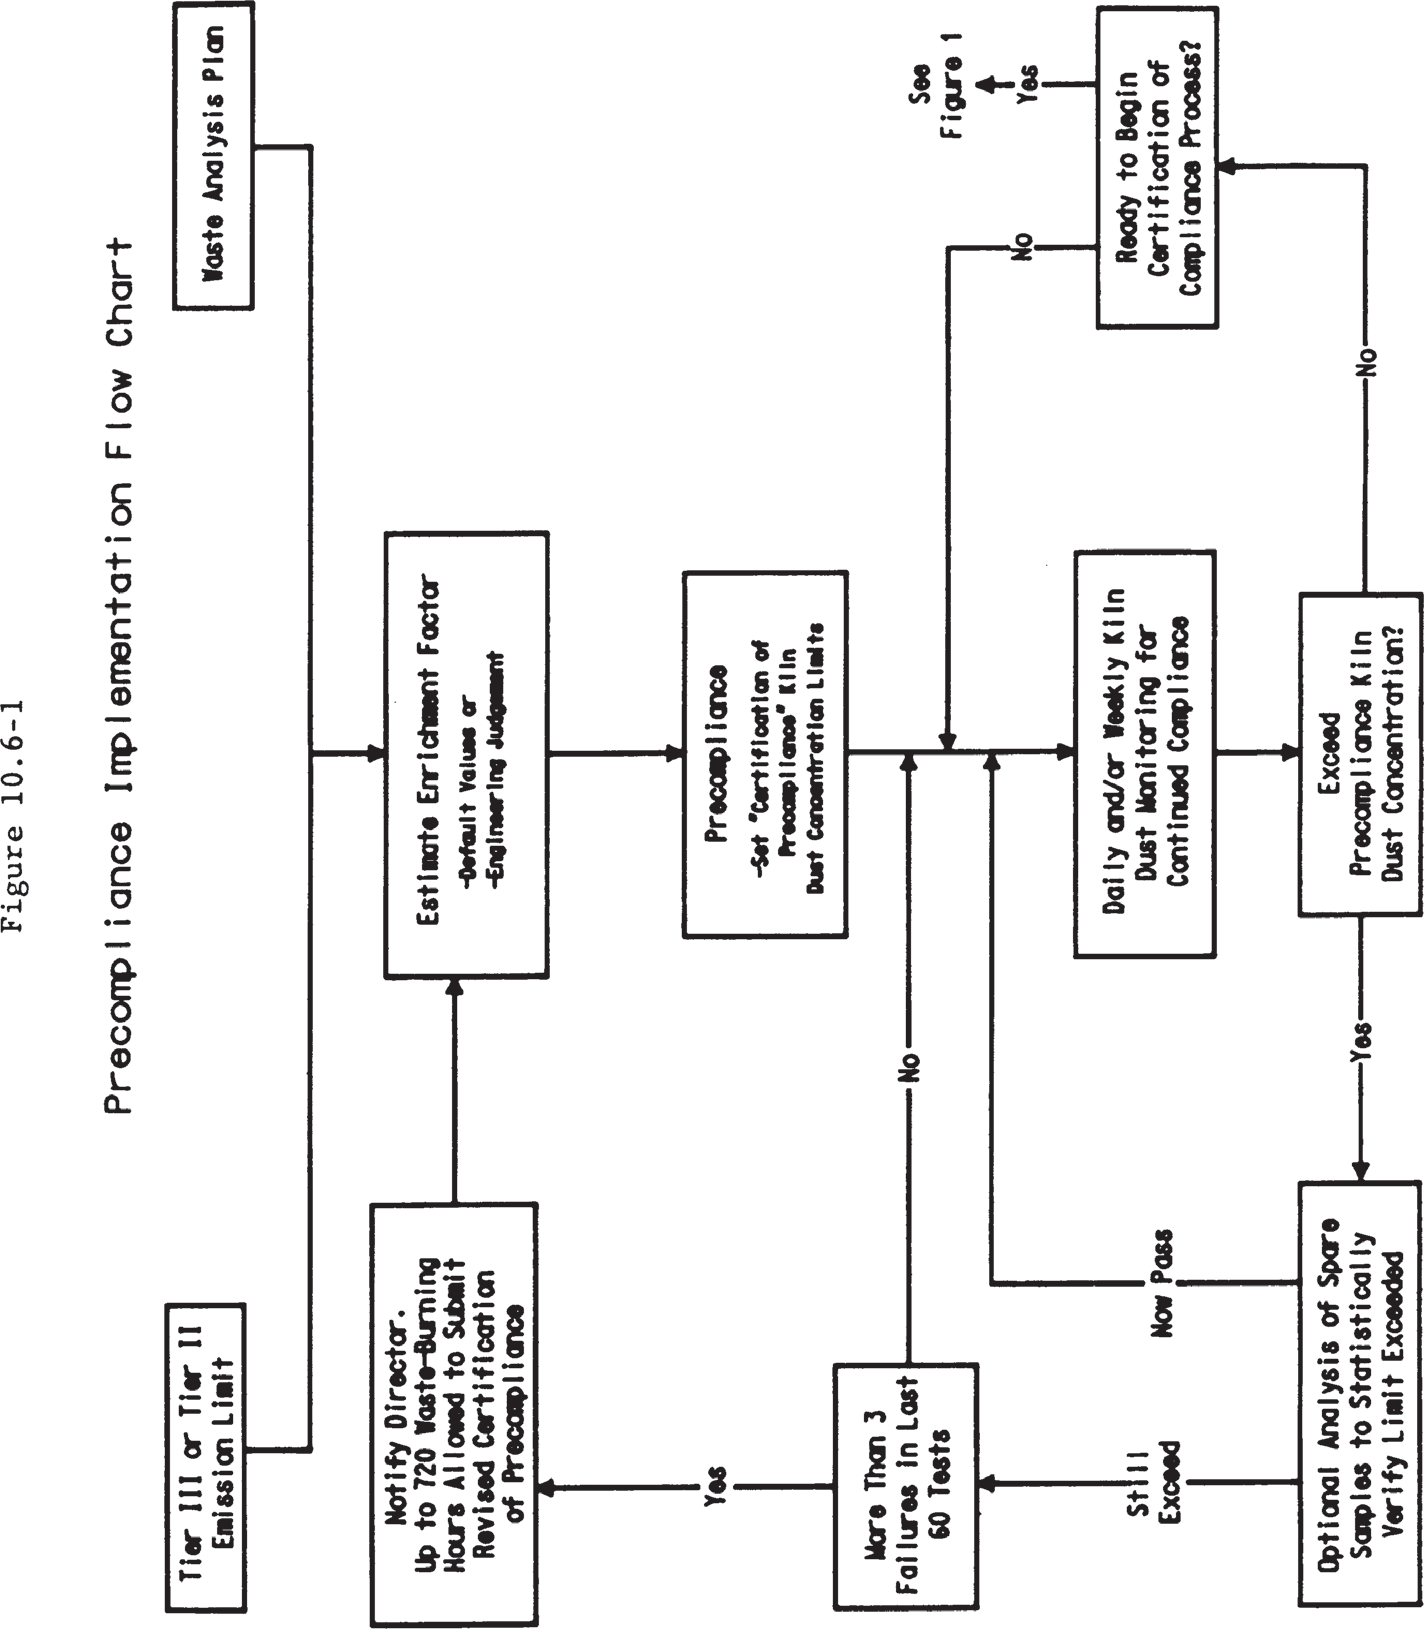 Figure 10.6-1
Precompliance Implementation Flow Chart
Tier III or Tier II
Emission Limit
Waste Analysis Plan
Notify Director.
Up to 720 Waste-Burning
Hours Allowed to Submit
Revised Certification
of Precompliance
Estimate Enrichment Factor
-Default Values or
-Engineering Judgement
Yes
Precompliance
-Set "Certification of
Precompliance" Kiln
Dust Concentration Limits
More Than 3
Failures in Last
60 Tests
No
See
Figure 1
Yes
No
Ready to Begin
Certification of
Compliance Process?
Still
Exceed
Now Pass
Daily and/or Weekly Kiln
Dust Monitoring for
Continued Compliance
Optional Analysis of Spare
Samples to Statistically
Verify Limit Exceeded
Yes
Exceed
Precompliance Kiln
Dust Concentration?
No